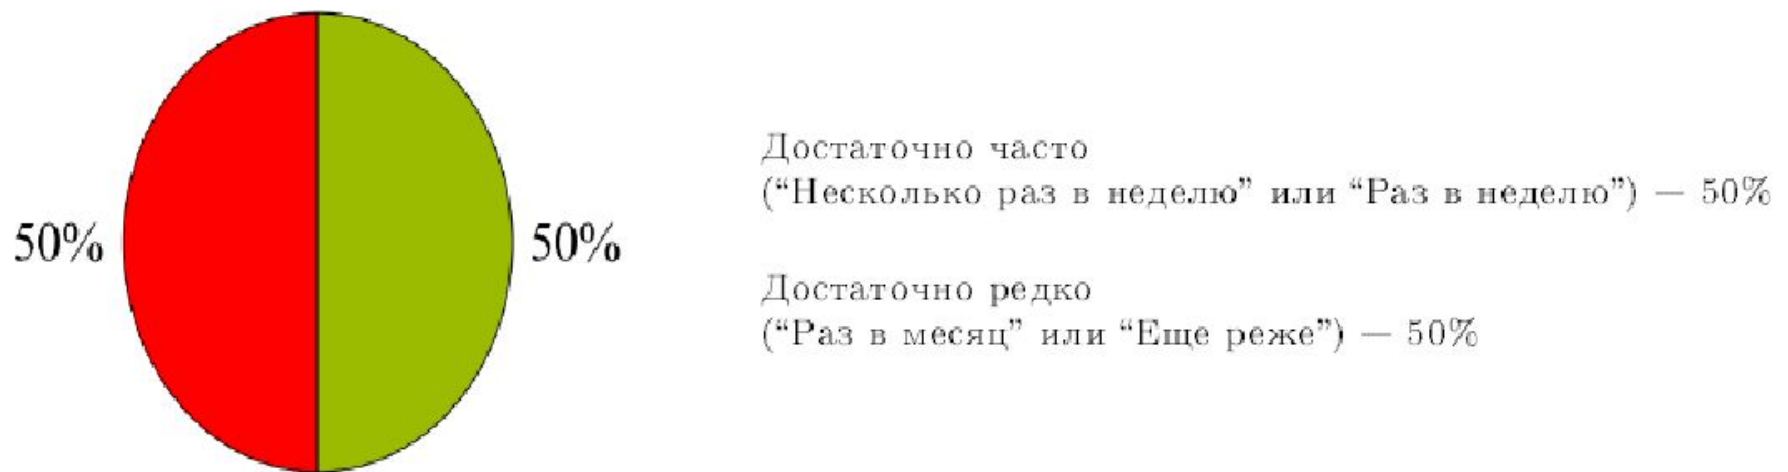 50%
50%
Достаточно часто
(“Несколько раз в неделю” или “Раз в неделю”) — 50%
Достаточно редко
(“Раз в месяц” или “Еще реже”) — 50%